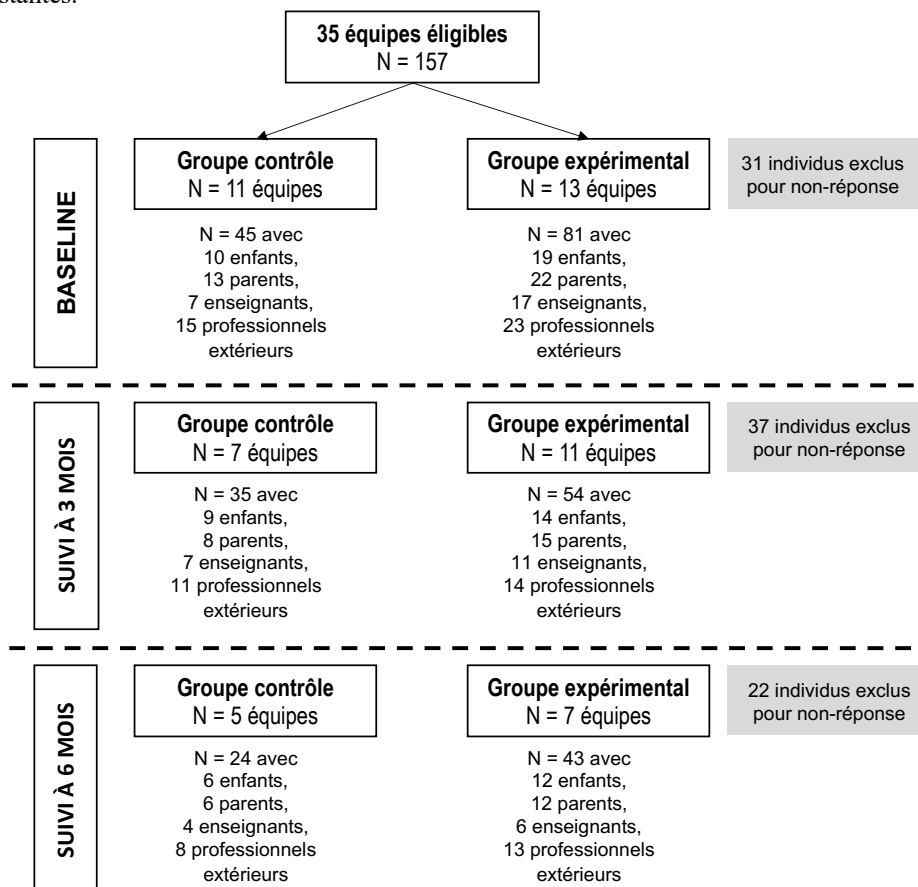 35 équipes éligibles
N = 157
BASELINE
Groupe contrôle
N = 11 équipes
N = 45 avec
10 enfants,
13 parents,
7 enseignants,
15 professionnels
extérieurs
Groupe expérimental
N = 13 équipes
N = 81 avec
19 enfants,
22 parents,
17 enseignants,
23 professionnels
extérieurs
31 individus exclus
pour non-réponse
SUIVI À 3 MOIS
Groupe contrôle
N = 7 équipes
N = 35 avec
9 enfants,
8 parents,
7 enseignants,
11 professionnels
extérieurs
Groupe expérimental
N = 11 équipes
N = 54 avec
14 enfants,
15 parents,
11 enseignants,
14 professionnels
extérieurs
37 individus exclus
pour non-réponse
SUIVI À 6 MOIS
Groupe contrôle
N = 5 équipes
N = 24 avec
6 enfants,
6 parents,
4 enseignants,
8 professionnels
extérieurs
Groupe expérimental
N = 7 équipes
N = 43 avec
12 enfants,
12 parents,
6 enseignants,
13 professionnels
extérieurs
22 individus exclus
pour non-réponse